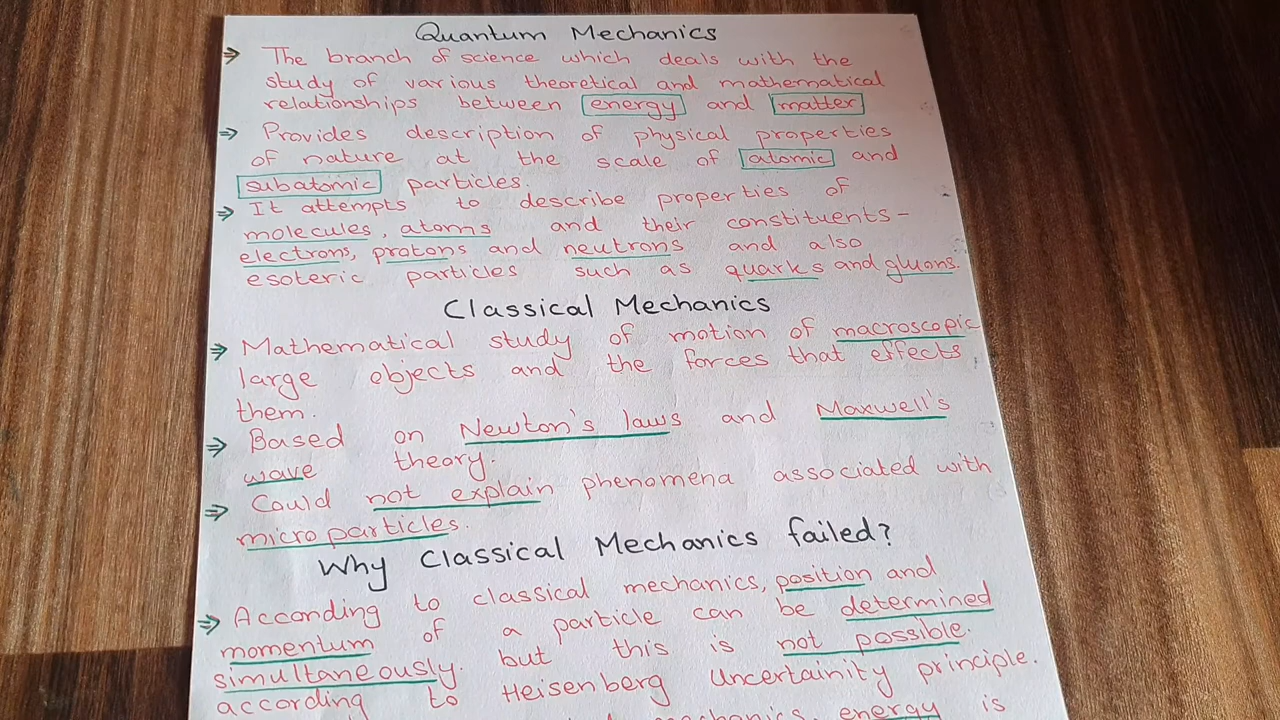 Quantum Mechanics
⇒ The branch of science which deals with the
study of various theoretical and mathematical
relationships between energy and matter
⇒ Provides description of physical properties
of nature at the scale of atomic and
subatomic particles.
⇒ It attempts to describe properties of
molecules, atoms and their constituents-
electrons, protons and neutrons and also
esoteric particles such as quarks and gluons.
Classical Mechanics
⇒ Mathematical study of motion of macroscopic
large objects and the forces that effects
them.
⇒ Based on Newton's laws and Maxwell's
wave theory.
⇒ Could not explain phenomena associated with
microparticles.
Why Classical Mechanics failed?
⇒ According to classical mechanics, position and
momentum of a particle can be determined
simultaneously. but this is not possible.
according to Heisenberg Uncertainity principle.
mechanics, energy is